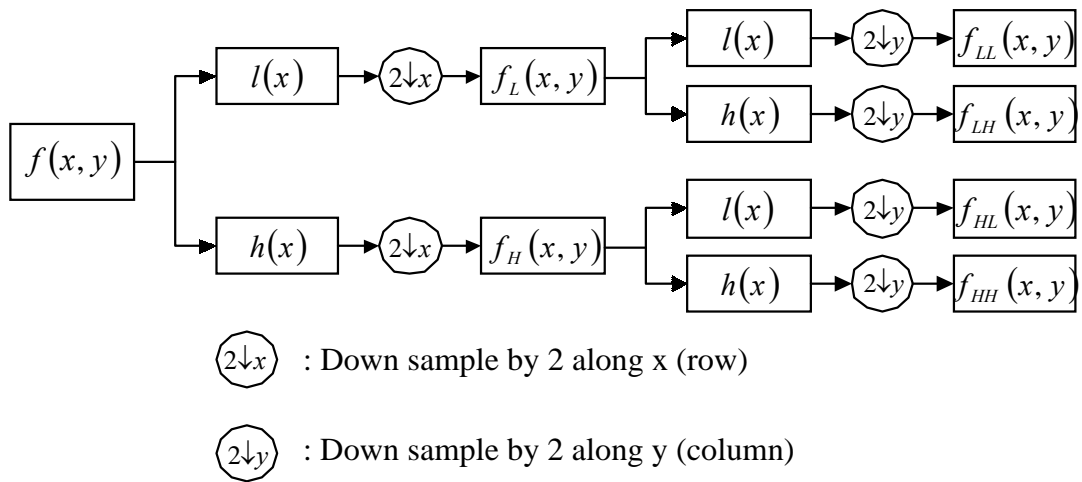 l(x) 2↓y f_LL(x, y)
l(x) 2↓x f_L(x, y)
h(x) 2↓y f_LH(x, y)
f(x, y)
l(x) 2↓y f_HL(x, y)
h(x) 2↓x f_H(x, y)
h(x) 2↓y f_HH(x, y)
2↓x : Down sample by 2 along x (row)
2↓y : Down sample by 2 along y (column)